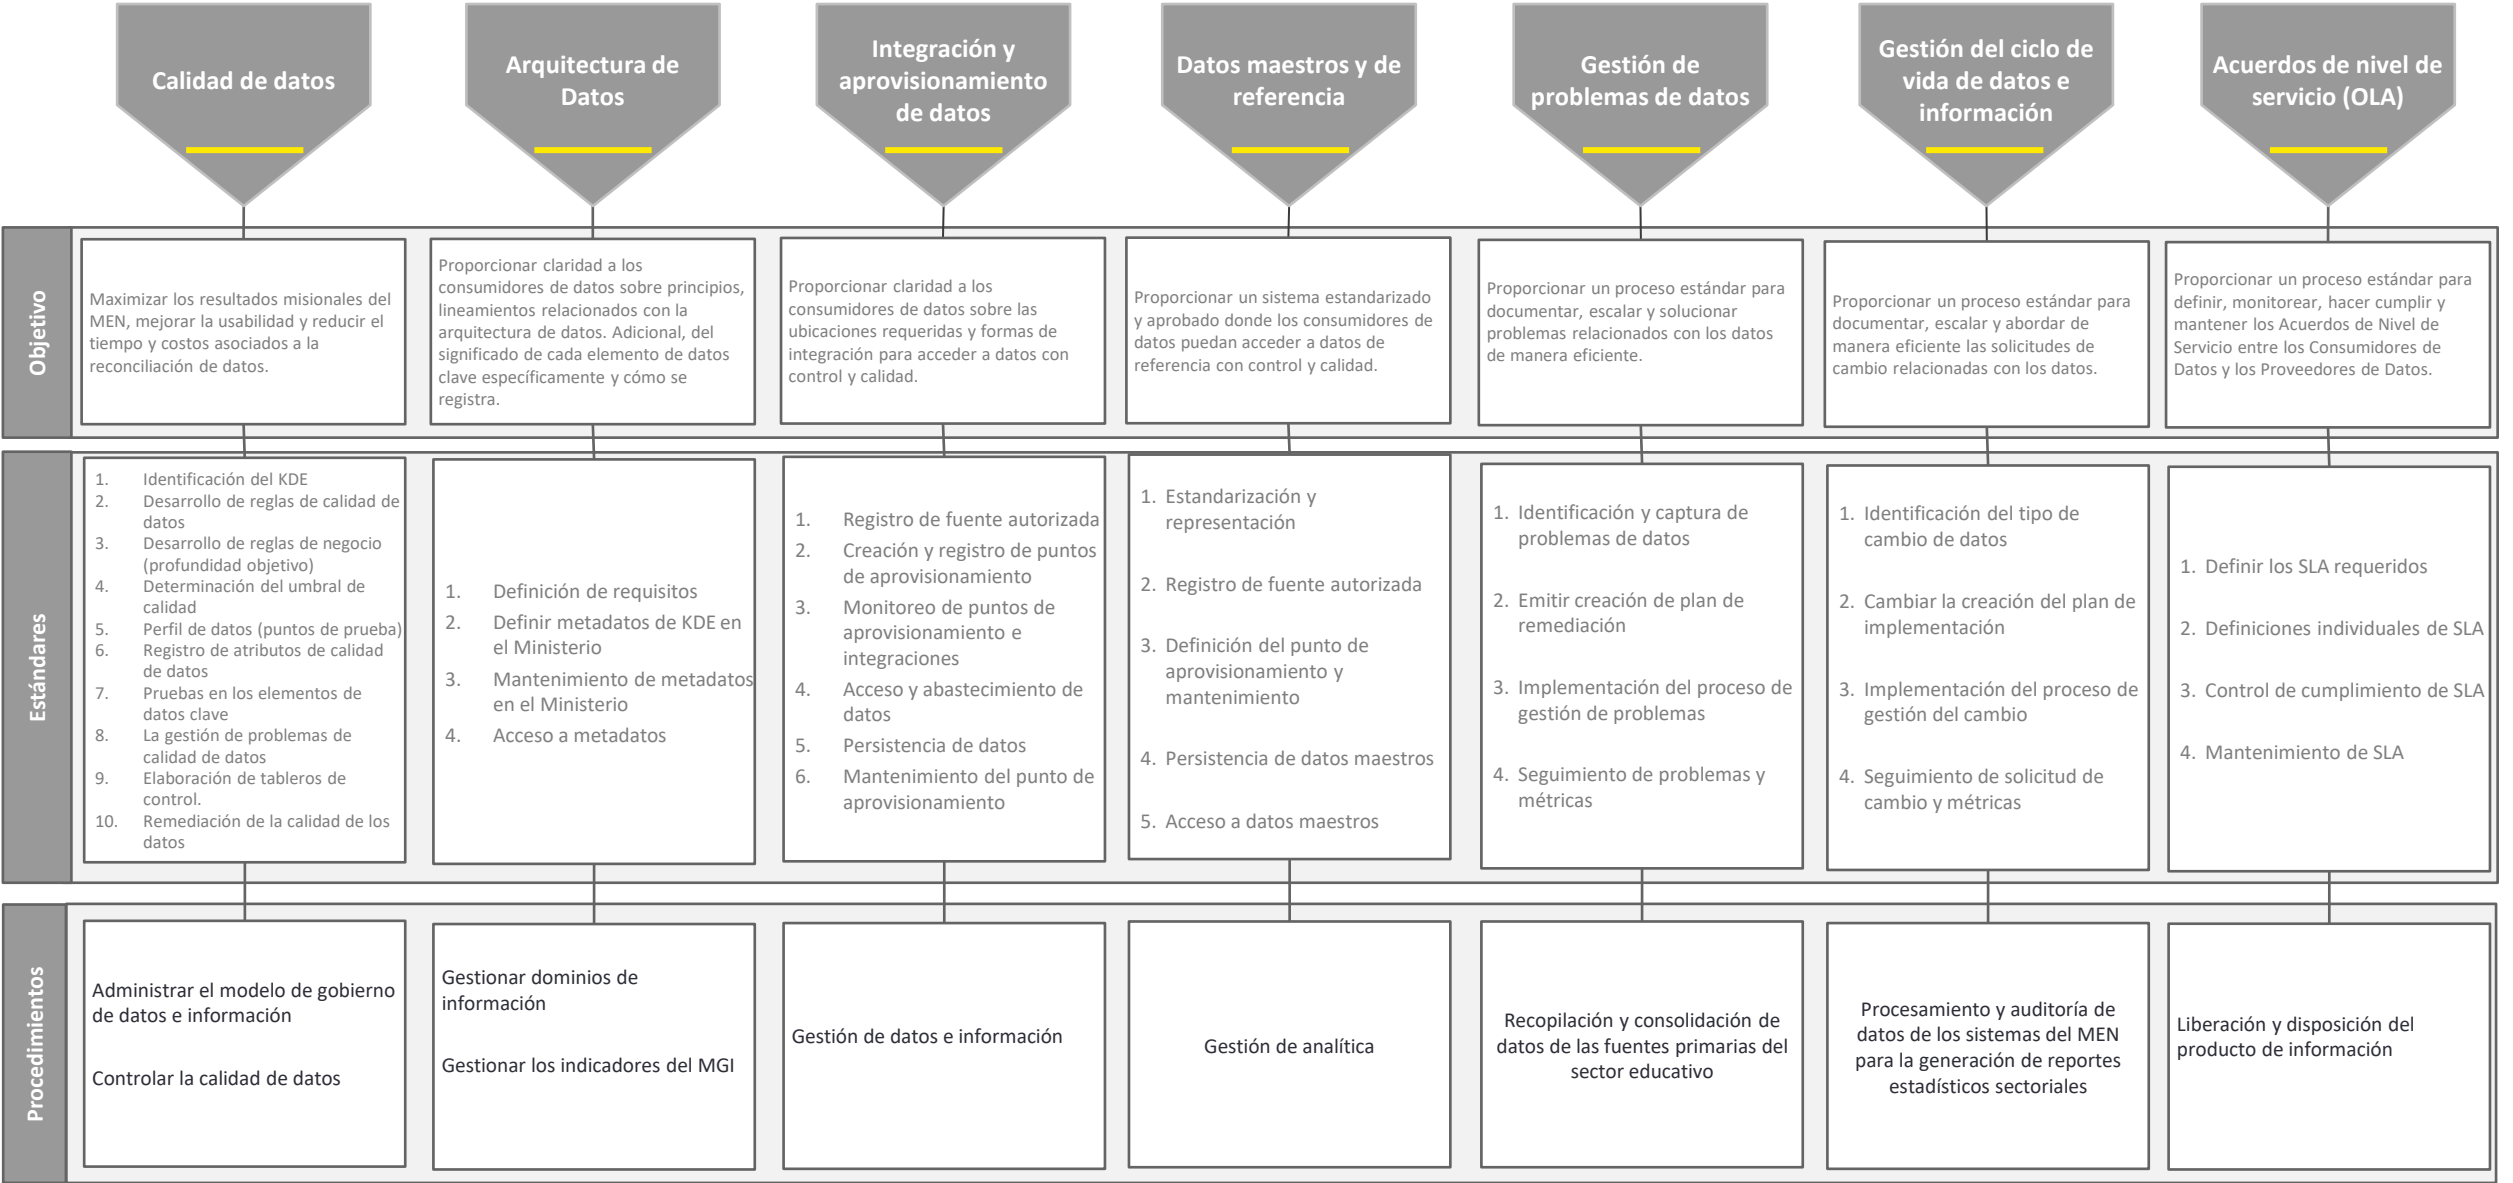 Calidad de datos
Arquitectura de
Datos
Integración y
aprovisionamiento
de datos
Datos maestros y de
referencia
Gestión de
problemas de datos
Gestión del ciclo de
vida de datos e
información
Acuerdos de nivel de
servicio (OLA)
Objetivo
Maximizar los resultados misionales del
MEN, mejorar la usabilidad y reducir el
tiempo y costos asociados a la
reconciliación de datos.
Proporcionar claridad a los
consumidores de datos sobre principios,
lineamientos relacionados con la
arquitectura de datos. Adicional, del
significado de cada elemento de datos
clave específicamente y cómo se
registra.
Proporcionar claridad a los
consumidores de datos sobre las
ubicaciones requeridas y formas de
integración para acceder a datos con
control y calidad.
Proporcionar un sistema estandarizado
y aprobado donde los consumidores de
datos puedan acceder a datos de
referencia con control y calidad.
Proporcionar un proceso estándar para
documentar, escalar y solucionar
problemas relacionados con los datos
de manera eficiente.
Proporcionar un proceso estándar para
documentar, escalar y abordar de
manera eficiente las solicitudes de
cambio relacionadas con los datos.
Proporcionar un proceso estándar para
definir, monitorear, hacer cumplir y
mantener los Acuerdos de Nivel de
Servicio entre los Consumidores de
Datos y los Proveedores de Datos.
Estándares
1. Identificación del KDE
2. Desarrollo de reglas de calidad de
datos
3. Desarrollo de reglas de negocio
(profundidad objetivo)
4. Determinación del umbral de
calidad
5. Perfil de datos (puntos de prueba)
6. Registro de atributos de calidad
de datos
7. Pruebas en los elementos de
datos clave
8. La gestión de problemas de
calidad de datos
9. Elaboración de tableros de
control.
10. Remediación de la calidad de los
datos
1. Definición de requisitos
2. Definir metadatos de KDE en
el Ministerio
3. Mantenimiento de metadatos
en el Ministerio
4. Acceso a metadatos
1. Registro de fuente autorizada
2. Creación y registro de puntos
de aprovisionamiento
3. Monitoreo de puntos de
aprovisionamiento e
integraciones
4. Acceso y abastecimiento de
datos
5. Persistencia de datos
6. Mantenimiento del punto de
aprovisionamiento
1. Estandarización y
representación
2. Registro de fuente autorizada
3. Definición del punto de
aprovisionamiento y
mantenimiento
4. Persistencia de datos maestros
5. Acceso a datos maestros
1. Identificación y captura de
problemas de datos
2. Emitir creación de plan de
remediación
3. Implementación del proceso de
gestión de problemas
4. Seguimiento de problemas y
métricas
1. Identificación del tipo de
cambio de datos
2. Cambiar la creación del plan de
implementación
3. Implementación del proceso de
gestión del cambio
4. Seguimiento de solicitud de
cambio y métricas
1. Definir los SLA requeridos
2. Definiciones individuales de SLA
3. Control de cumplimiento de SLA
4. Mantenimiento de SLA
Procedimientos
Administrar el modelo de gobierno
de datos e información
Controlar la calidad de datos
Gestionar dominios de
información
Gestionar los indicadores del MGI
Gestión de datos e información
Gestión de analítica
Recopilación y consolidación de
datos de las fuentes primarias del
sector educativo
Procesamiento y auditoría de
datos de los sistemas del MEN
para la generación de reportes
estadísticos sectoriales
Liberación y disposición del
producto de información